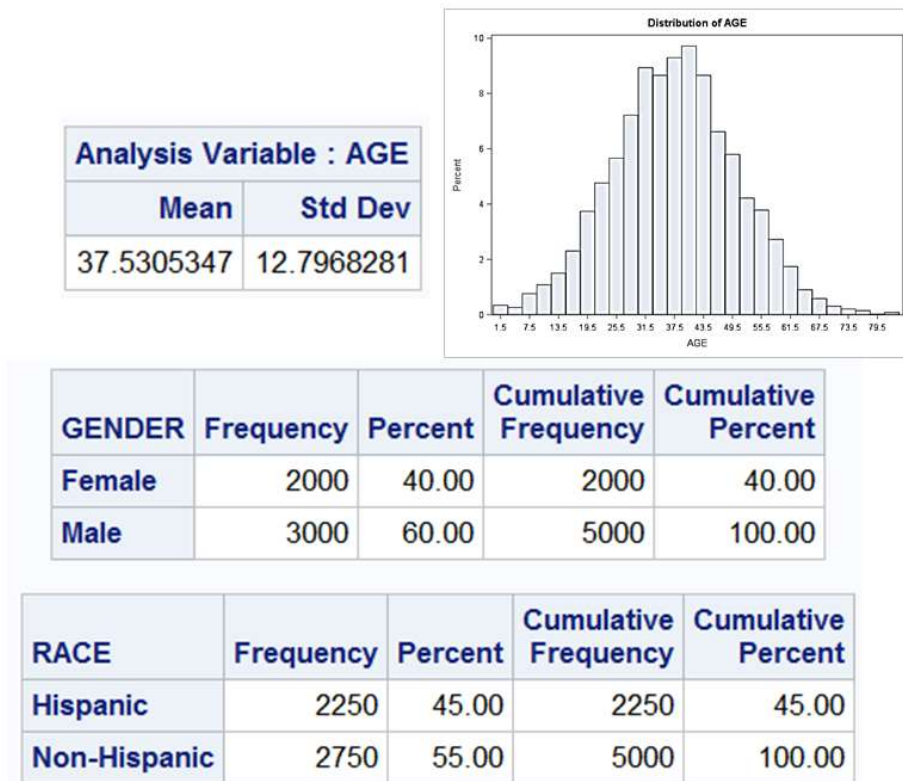 Distribution of AGE
10
8
6
4
2
0
Percent
1.5 7.5 13.5 19.5 25.5 31.5 37.5 43.5 49.5 55.5 61.5 67.5 73.5 79.5
AGE
Analysis Variable : AGE
Mean Std Dev
37.5305347 12.7968281
GENDER Frequency Percent Cumulative Frequency Cumulative Percent
Female 2000 40.00 2000 40.00
Male 3000 60.00 5000 100.00
RACE Frequency Percent Cumulative Frequency Cumulative Percent
Hispanic 2250 45.00 2250 45.00
Non-Hispanic 2750 55.00 5000 100.00